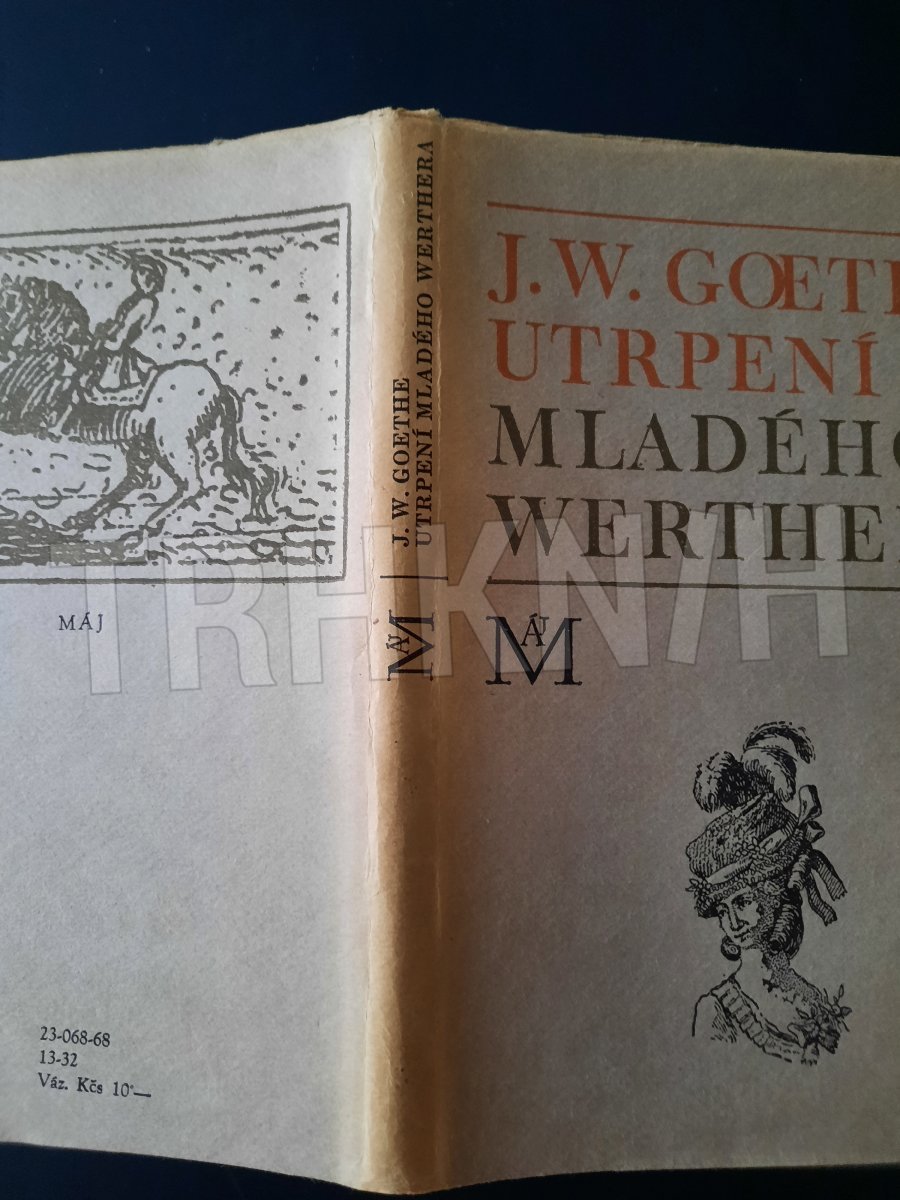 MÁJ
23-068-68
13-32
Váz. Kčs 10˙—
J. W. GOETHE
UTRPENÍ MLADÉHO WERTHERA
MÁJ
J. W. GOETH
UTRPENÍ
MLADÉHO
WERTHER
MÁJ
TRHKNIH